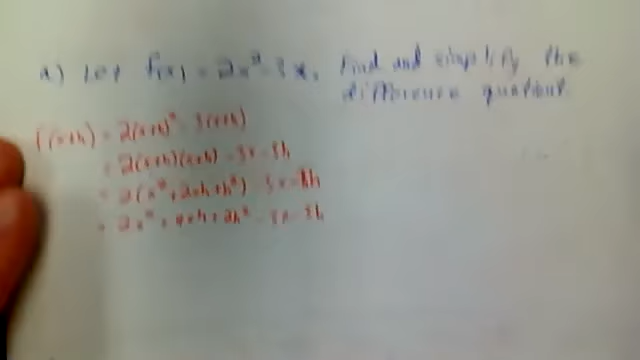 a) Let f(x) = 2x² - 3x. Find and simplify the
difference quotient
f(x+h) = 2(x+h)² - 3(x+h)
= 2(x+h)(x+h) - 3x - 3h
= 2(x² + 2xh + h²) - 3x - 3h
= 2x² + 4xh + 2h² - 3x - 3h